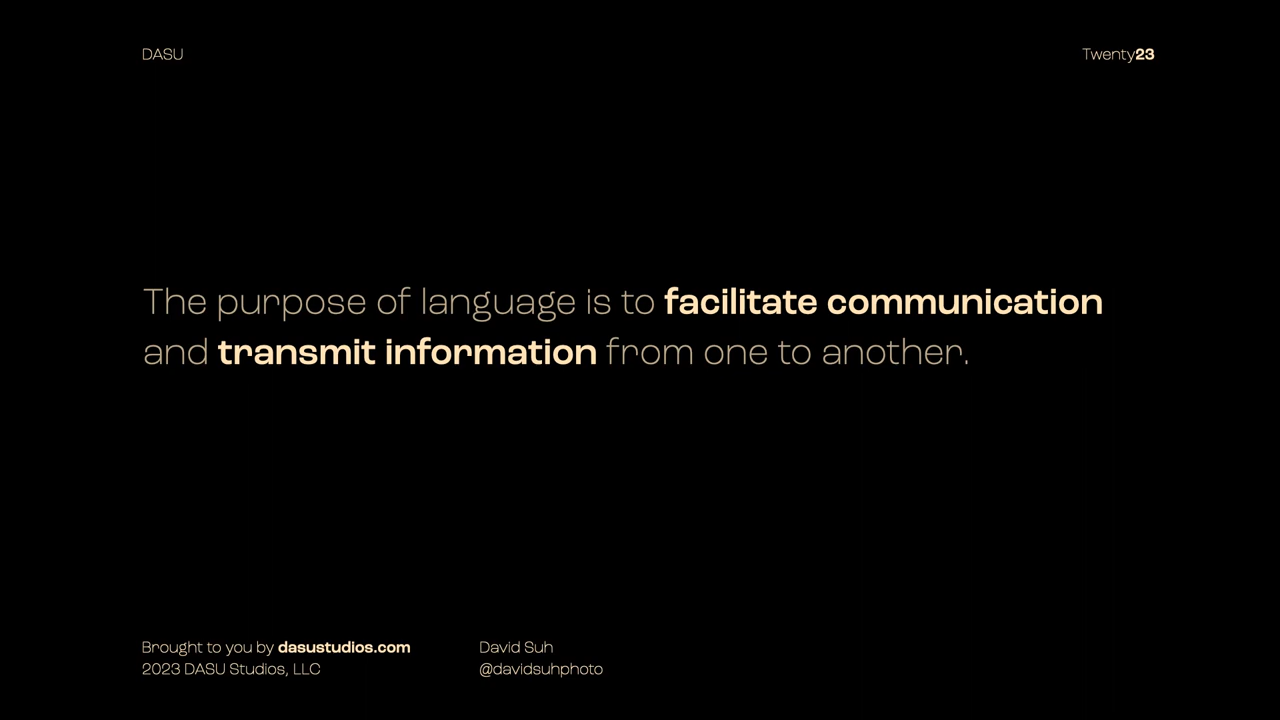 DASU
Twenty23
The purpose of language is to facilitate communication
and transmit information from one to another.
Brought to you by dasustudios.com
2023 DASU Studios, LLC
David Suh
@davidsuhphoto